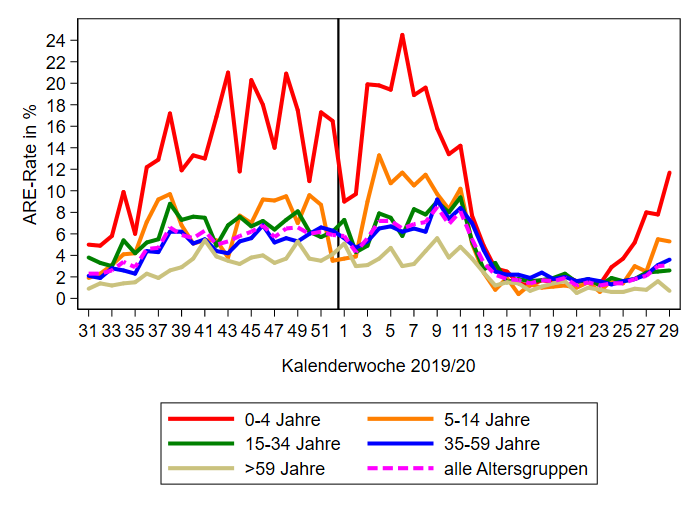 ARE-Rate in %
24
22
20
18
16
14
12
10
8
6
4
2
0
31 33 35 37 39 41 43 45 47 49 51 1 3 5 7 9 11 13 15 17 19 21 23 25 27 29
Kalenderwoche 2019/20
0-4 Jahre 5-14 Jahre
15-34 Jahre 35-59 Jahre
>59 Jahre alle Altersgruppen